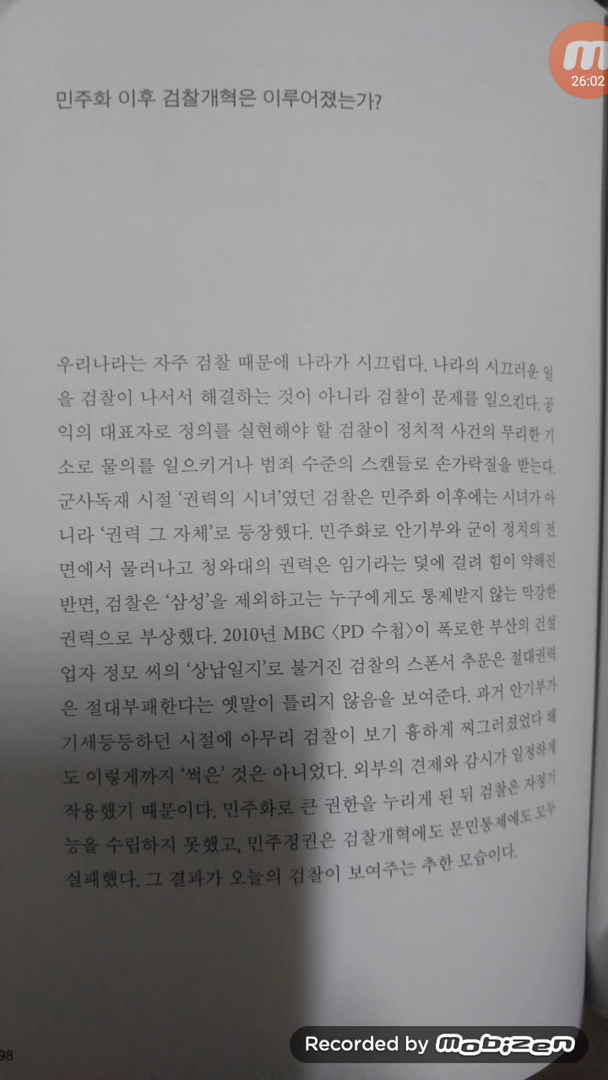 26:02
민주화 이후 검찰개혁은 이루어졌는가?
우리나라는 자주 검찰 때문에 나라가 시끄럽다. 나라의 시끄러운 일
을 검찰이 나서서 해결하는 것이 아니라 검찰이 문제를 일으킨다. 공
익의 대표자로 정의를 실현해야 할 검찰이 정치적 사건의 무리한 기
소로 물의를 일으키거나 범죄 수준의 스캔들로 손가락질을 받는다.
군사독재 시절 ‘권력의 시녀’였던 검찰은 민주화 이후에는 시녀가 아
니라 ‘권력 그 자체’로 등장했다. 민주화로 안기부와 군이 정치의 전
면에서 물러나고 청와대의 권력은 임기라는 덫에 걸려 힘이 약해진
반면, 검찰은 ‘삼성’을 제외하고는 누구에게도 통제받지 않는 막강한
권력으로 부상했다. 2010년 MBC 〈PD 수첩〉이 폭로한 부산의 건설
업자 정모 씨의 ‘상납일지’로 불거진 검찰의 스폰서 추문은 절대권력
은 절대부패한다는 옛말이 틀리지 않음을 보여준다. 과거 안기부가
기세등등하던 시절에 아무리 검찰이 보기 흉하게 찌그러졌었다 해
도 이렇게까지 ‘썩은’ 것은 아니었다. 외부의 견제와 감시가 일정하게
작용했기 때문이다. 민주화로 큰 권한을 누리게 된 뒤 검찰은 자정기
능을 수립하지 못했고, 민주정권은 검찰개혁에도 문민통제에도 모두
실패했다. 그 결과가 오늘의 검찰이 보여주는 추한 모습이다.
98
Recorded by mobizen